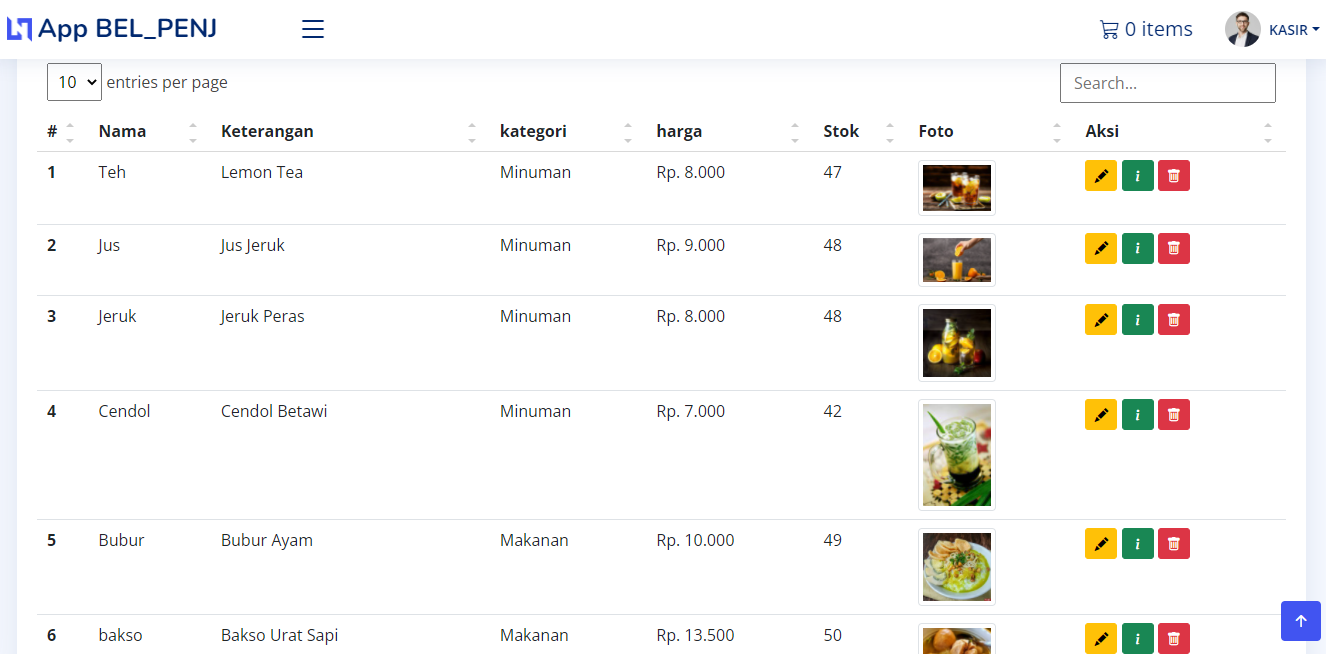 App BEL_PENJ 0 items KASIR
10 entries per page Search...
# Nama Keterangan kategori harga Stok Foto Aksi
1 Teh Lemon Tea Minuman Rp. 8.000 47
2 Jus Jus Jeruk Minuman Rp. 9.000 48
3 Jeruk Jeruk Peras Minuman Rp. 8.000 48
4 Cendol Cendol Betawi Minuman Rp. 7.000 42
5 Bubur Bubur Ayam Makanan Rp. 10.000 49
6 bakso Bakso Urat Sapi Makanan Rp. 13.500 50